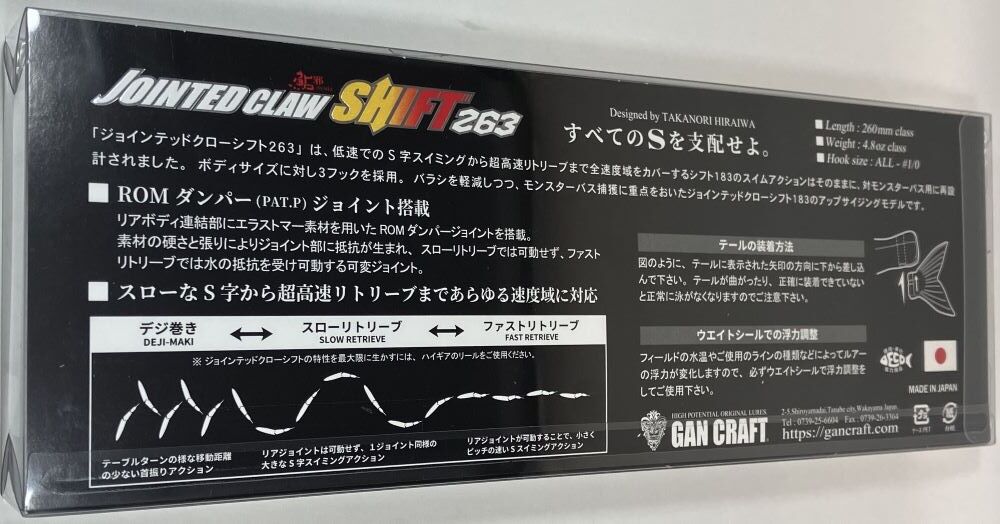 JOINTED CLAW SHIFT 263
Designed by TAKANORI HIRAIWA
すべてのSを支配せよ。
■ Length : 260mm class
■ Weight : 4.8oz class
■ Hook size : ALL - #1/0
「ジョインテッドクローシフト263」は、低速でのS字スイミングから超高速リトリーブまで全速度域をカバーするシフト183のスイムアクションはそのままに、対モンスターバス用に再設
計されました。ボディサイズに対し3フックを採用。バラシを軽減しつつ、モンスターバス捕獲に重点をおいたジョインテッドクローシフト183のアップサイジングモデルです。
■ ROM ダンパー(PAT.P) ジョイント搭載
リアボディ連結部にエラストマー素材を用いたROMダンパージョイントを搭載。
素材の硬さと張りによりジョイント部に抵抗が生まれ、スローリトリーブでは可動せず、ファスト
リトリーブでは水の抵抗を受け可動する可変ジョイント。
■ スローなS字から超高速リトリーブまであらゆる速度域に対応
デジ巻き
DEJI-MAKI
スローリトリーブ
SLOW RETRIEVE
ファストリトリーブ
FAST RETRIEVE
※ ジョインテッドクローシフトの特性を最大限に生かすには、ハイギアのリールをご使用ください。
テーブルターンの様な移動距離
の少ない首振りアクション
リアジョイントは可動せず、1ジョイント同様の
大きなS字スイミングアクション
リアジョイントが可動することで、小さく
ピッチの速いSスイミングアクション
テールの装着方法
図のように、テールに表示された矢印の方向に下から差し込
んで下さい。テールが曲がったり、正確に装着できていない
と正常に泳がなくなりますのでご注意下さい。
ウエイトシールでの浮力調整
フィールドの水温やご使用のラインの種類などによってルアー
の浮力が変化しますので、必ずウエイトシールで浮力調整を
してご使用下さい。
MADE IN JAPAN
HIGH POTENTIAL ORIGINAL LURES
GAN CRAFT
2-5,Shiroyamadai,Tanabe city,Wakayama Japan,
Tel : 0739-25-6604 Fax : 0739-26-3304
https://gancraft.com